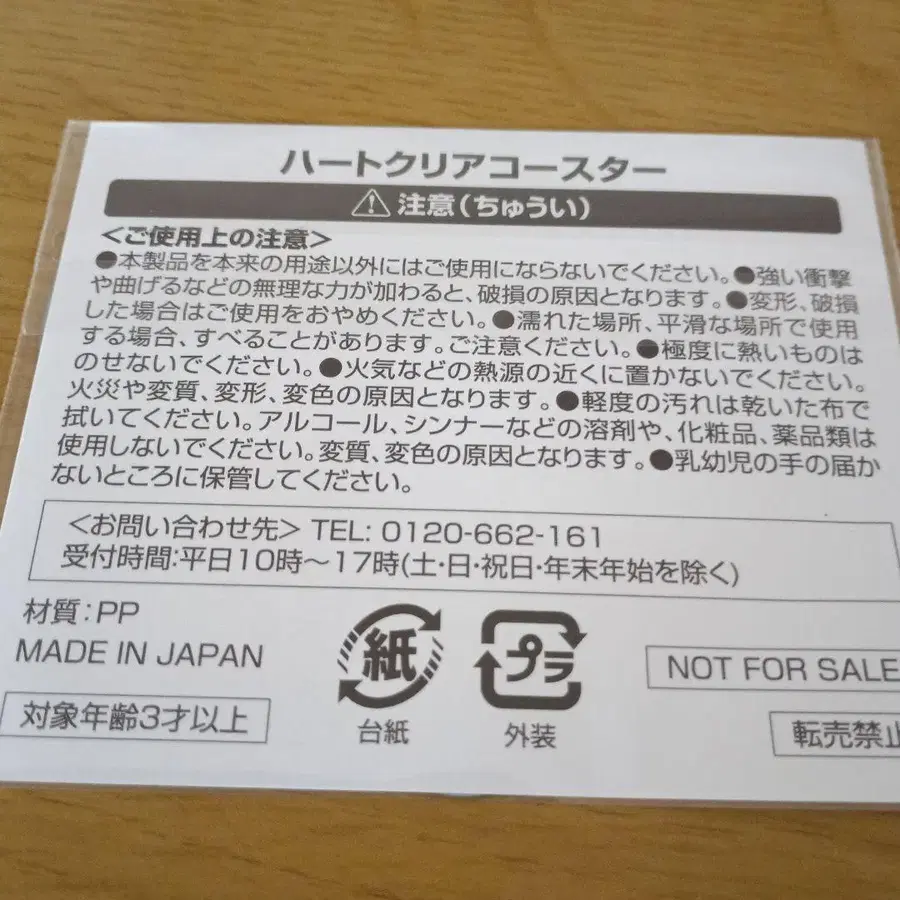 ハートクリアコースター
⚠ 注意(ちゅうい)
<ご使用上の注意>
●本製品を本来の用途以外にはご使用にならないでください。●強い衝撃
や曲げるなどの無理な力が加わると、破損の原因となります。●変形、破損
した場合はご使用をおやめください。●濡れた場所、平滑な場所で使用
する場合、すべることがあります。ご注意ください。●極度に熱いものは
のせないでください。●火気などの熱源の近くに置かないでください。
火災や変質、変形、変色の原因となります。●軽度の汚れは乾いた布で
拭いてください。アルコール、シンナーなどの溶剤や、化粧品、薬品類は
使用しないでください。変質、変色の原因となります。●乳幼児の手の届か
ないところに保管してください。
<お問い合わせ先> TEL: 0120-662-161
受付時間:平日10時〜17時(土・日・祝日・年末年始を除く)
材質:PP
MADE IN JAPAN
対象年齢3才以上
紙
台紙
プラ
外装
NOT FOR SALE
転売禁止